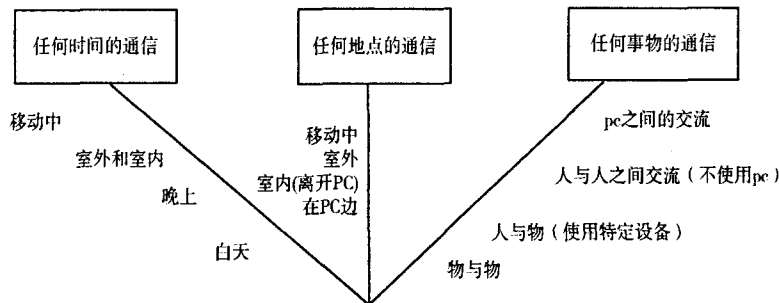 任何时间的通信
任何地点的通信
任何事物的通信
移动中
室外和室内
晚上
白天
移动中
室外
室内(离开PC)
在PC边
pc之间的交流
人与人之间交流（不使用pc）
人与物（使用特定设备）
物与物